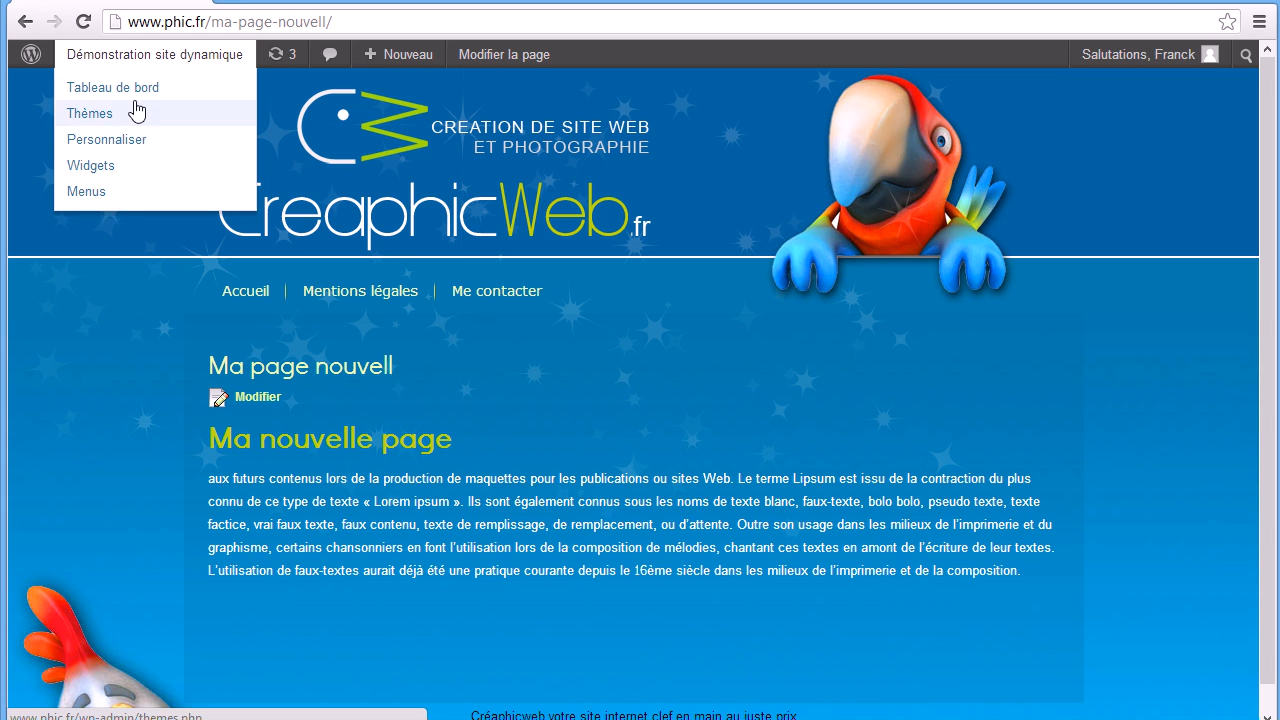 www.phic.fr/ma-page-nouvell/
Démonstration site dynamique 3 Nouveau Modifier la page Salutations, Franck
Tableau de bord
Thèmes
Personnaliser
Widgets
Menus
CREATION DE SITE WEB
ET PHOTOGRAPHIE
CreaphicWeb.fr
Accueil Mentions légales Me contacter
Ma page nouvell
Modifier
Ma nouvelle page
aux futurs contenus lors de la production de maquettes pour les publications ou sites Web. Le terme Lipsum est issu de la contraction du plus
connu de ce type de texte « Lorem ipsum ». Ils sont également connus sous les noms de texte blanc, faux-texte, bolo bolo, pseudo texte, texte
factice, vrai faux texte, faux contenu, texte de remplissage, de remplacement, ou d'attente. Outre son usage dans les milieux de l'imprimerie et du
graphisme, certains chansonniers en font l'utilisation lors de la composition de mélodies, chantant ces textes en amont de l'écriture de leur textes.
L'utilisation de faux-textes aurait déjà été une pratique courante depuis le 16ème siècle dans les milieux de l'imprimerie et de la composition.
www.phic.fr/wp-admin/themes.php
Créaphicweb votre site internet clef en main au juste prix